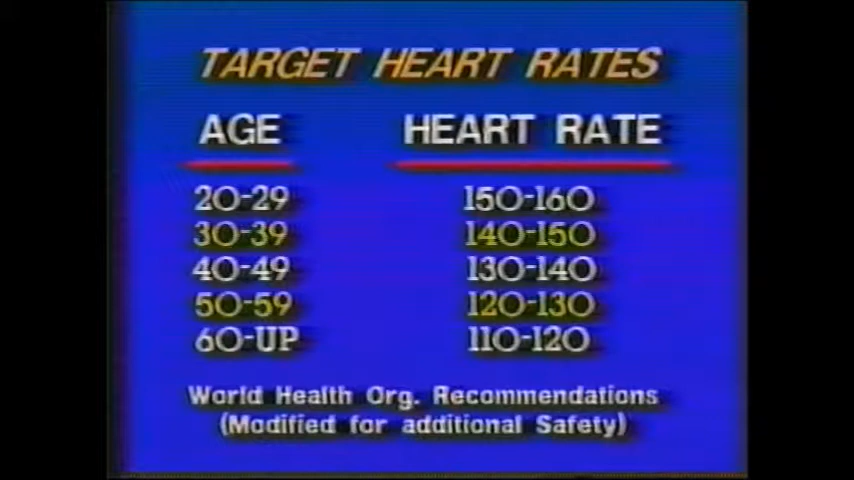 TARGET HEART RATES
AGE HEART RATE
20-29 150-160
30-39 140-150
40-49 130-140
50-59 120-130
60-UP 110-120
World Health Org. Recommendations
(Modified for additional Safety)